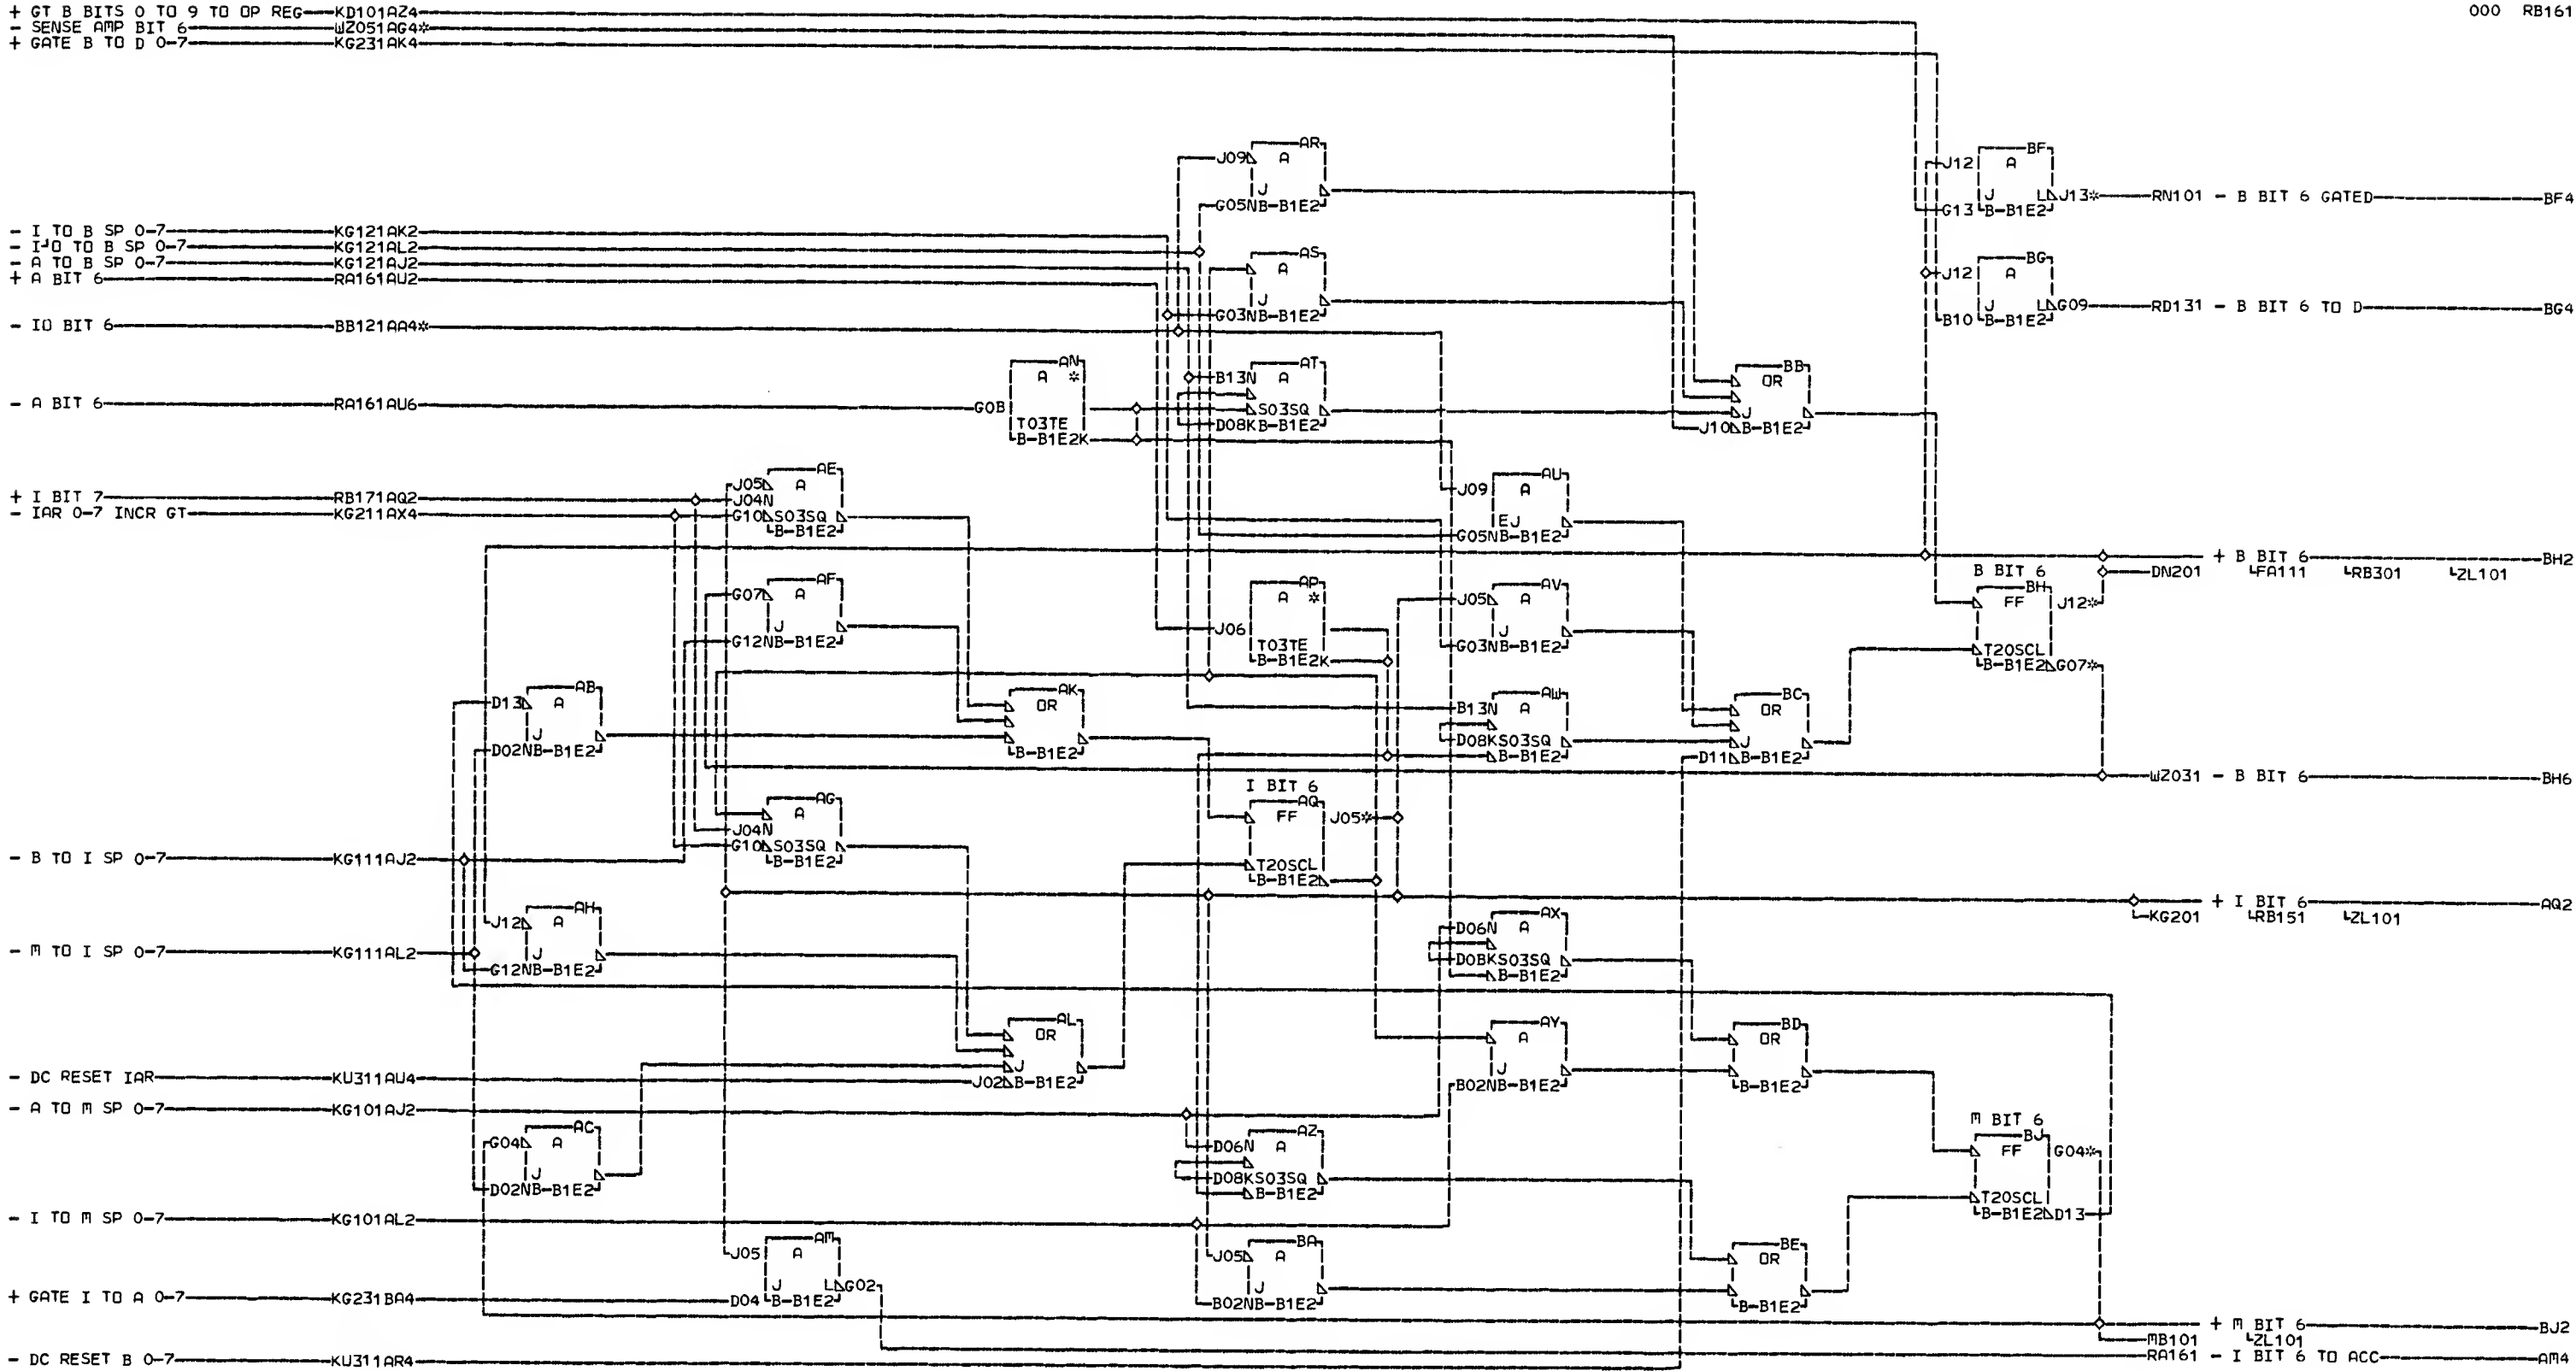 000 RB161
+ GT B BITS 0 TO 9 TO OP REG KD101AZ4
- SENSE AMP BIT 6 WZ051AG4*
+ GATE B TO D 0-7 KG231AK4
AR
J09 A
J
G05NB-B1E2
BF
J12 A
J L J13* RN101 - B BIT 6 GATED BF4
G13 B-B1E2
- I TO B SP 0-7 KG121AK2
- I-O TO B SP 0-7 KG121AL2
- A TO B SP 0-7 KG121AJ2
+ A BIT 6 RA161AU2
AS
A
J
G03NB-B1E2
BG
J12 A
J L G09 RD131 - B BIT 6 TO D BG4
B10 B-B1E2
- IO BIT 6 BB121AA4*
AN
A *
G0B
T03TE
B-B1E2K
AT
B13N A
S03SQ
D08KB-B1E2
BB
OR
J
J10 B-B1E2
- A BIT 6 RA161AU6
AE
J05 A
J04N
G10 S03SQ
B-B1E2
+ I BIT 7 RB171AQ2
- IAR 0-7 INCR GT KG211AX4
AU
J09 A
EJ
G05NB-B1E2
+ B BIT 6 BH2
DN201 FA111 RB301 ZL101
AF
G07 A
J
G12NB-B1E2
AP
A *
J06
T03TE
B-B1E2K
AV
J05 A
J
G03NB-B1E2
B BIT 6
BH
FF J12*
T20SCL
B-B1E2 G07*
AB
D13 A
J
D02NB-B1E2
AK
OR
B-B1E2
AW
B13N A
D08KS03SQ
B-B1E2
BC
OR
J
D11 B-B1E2
WZ031 - B BIT 6 BH6
AG
A
J04N
G10 S03SQ
B-B1E2
I BIT 6
AQ
FF J05*
T20SCL
B-B1E2
- B TO I SP 0-7 KG111AJ2
+ I BIT 6 AQ2
KG201 RB151 ZL101
AH
J12 A
J
G12NB-B1E2
AX
D06N A
D0BKS03SQ
B-B1E2
- M TO I SP 0-7 KG111AL2
AL
OR
J
J02 B-B1E2
AY
A
J
B02NB-B1E2
BD
OR
B-B1E2
- DC RESET IAR KU311AU4
- A TO M SP 0-7 KG101AJ2
AC
G04 A
J
D02NB-B1E2
AZ
D06N A
D08KS03SQ
B-B1E2
M BIT 6
BJ
FF G04*
T20SCL
B-B1E2 D13
- I TO M SP 0-7 KG101AL2
AM
J05 A
J L G02
D04 B-B1E2
BA
J05 A
J
B02NB-B1E2
BE
OR
B-B1E2
+ GATE I TO A 0-7 KG231BA4
+ M BIT 6 BJ2
MB101 ZL101
RA161 - I BIT 6 TO ACC AM4
- DC RESET B 0-7 KU311AR4